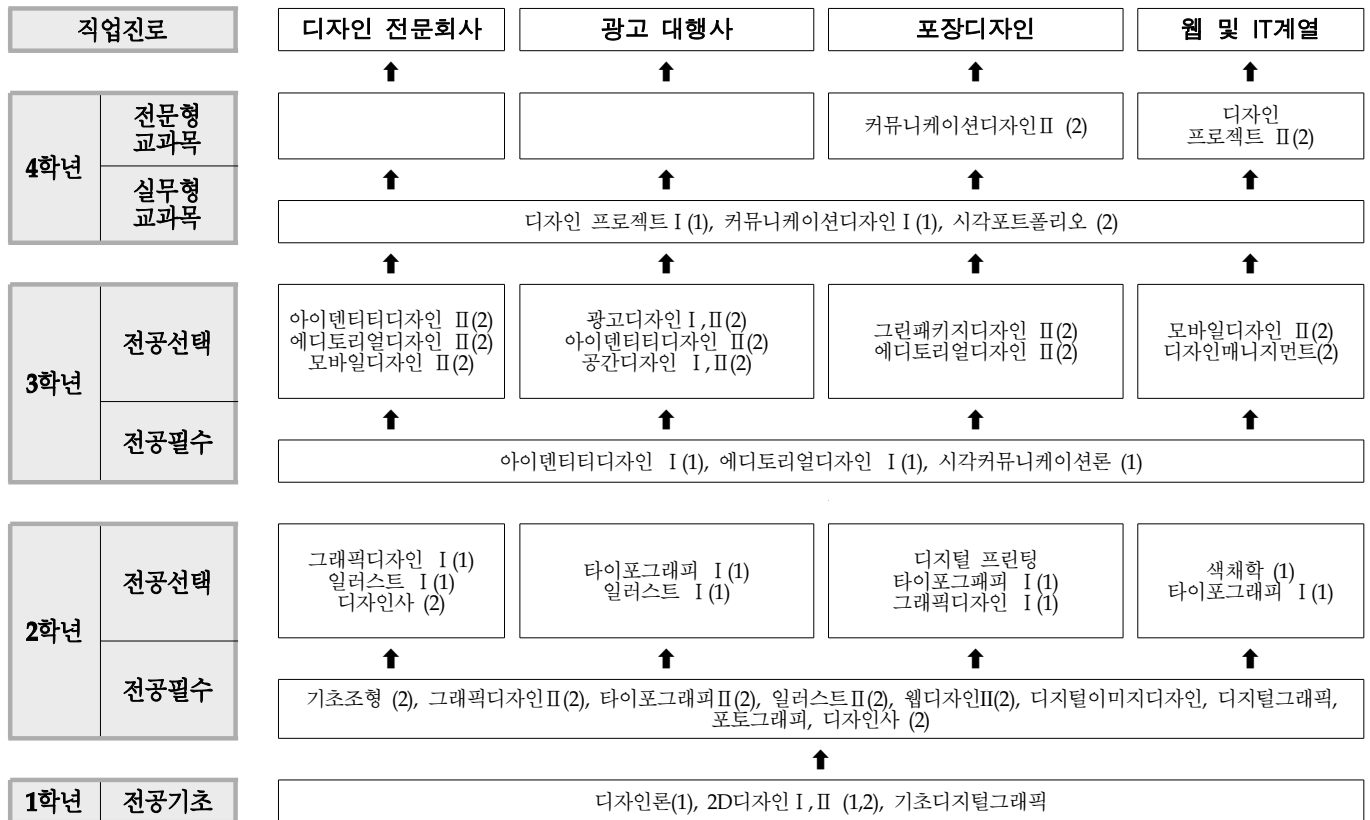 직업진로
디자인 전문회사
광고 대행사
포장디자인
웹 및 IT계열
4학년
전문형
교과목
커뮤니케이션디자인Ⅱ (2)
디자인
프로젝트 Ⅱ(2)
실무형
교과목
디자인 프로젝트Ⅰ(1), 커뮤니케이션디자인Ⅰ(1), 시각포트폴리오 (2)
3학년
전공선택
아이덴티티디자인 Ⅱ(2)
에디토리얼디자인 Ⅱ(2)
모바일디자인 Ⅱ(2)
광고디자인Ⅰ,Ⅱ(2)
아이덴티티디자인 Ⅱ(2)
공간디자인 Ⅰ,Ⅱ(2)
그린패키지디자인 Ⅱ(2)
에디토리얼디자인 Ⅱ(2)
모바일디자인 Ⅱ(2)
디자인매니지먼트(2)
전공필수
아이덴티티디자인 Ⅰ(1), 에디토리얼디자인 Ⅰ(1), 시각커뮤니케이션론 (1)
2학년
전공선택
그래픽디자인 Ⅰ(1)
일러스트 Ⅰ(1)
디자인사 (2)
타이포그래피 Ⅰ(1)
일러스트 Ⅰ(1)
디지털 프린팅
타이포그패피 Ⅰ(1)
그래픽디자인 Ⅰ(1)
색채학 (1)
타이포그래피 Ⅰ(1)
전공필수
기초조형 (2), 그래픽디자인Ⅱ(2), 타이포그래피Ⅱ(2), 일러스트Ⅱ(2), 웹디자인II(2), 디지털이미지디자인, 디지털그래픽,
포토그래피, 디자인사 (2)
1학년
전공기초
디자인론(1), 2D디자인Ⅰ,Ⅱ (1,2), 기초디지털그래픽